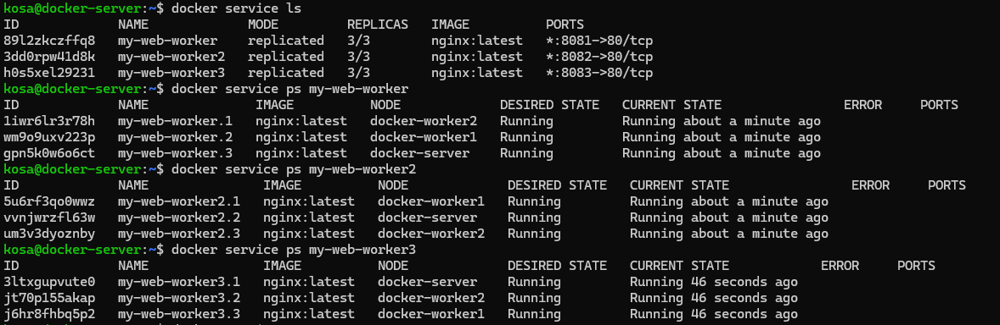 kosa@docker-server:~$ docker service ls
ID             NAME             MODE         REPLICAS   IMAGE          PORTS
89l2zkczffq8   my-web-worker    replicated   3/3        nginx:latest   *:8081->80/tcp
3dd0rpw41d8k   my-web-worker2   replicated   3/3        nginx:latest   *:8082->80/tcp
h0s5xel29231   my-web-worker3   replicated   3/3        nginx:latest   *:8083->80/tcp
kosa@docker-server:~$ docker service ps my-web-worker
ID             NAME              IMAGE          NODE             DESIRED STATE   CURRENT STATE                ERROR     PORTS
1iwr6lr3r78h   my-web-worker.1   nginx:latest   docker-worker2   Running         Running about a minute ago
wm9o9uxv223p   my-web-worker.2   nginx:latest   docker-worker1   Running         Running about a minute ago
gpn5k0w6o6ct   my-web-worker.3   nginx:latest   docker-server    Running         Running about a minute ago
kosa@docker-server:~$ docker service ps my-web-worker2
ID             NAME               IMAGE          NODE             DESIRED STATE   CURRENT STATE                ERROR     PORTS
5u6rf3qo0wwz   my-web-worker2.1   nginx:latest   docker-worker1   Running         Running about a minute ago
vvnjwrzfl63w   my-web-worker2.2   nginx:latest   docker-server    Running         Running about a minute ago
um3v3dyoznby   my-web-worker2.3   nginx:latest   docker-worker2   Running         Running about a minute ago
kosa@docker-server:~$ docker service ps my-web-worker3
ID             NAME               IMAGE          NODE             DESIRED STATE   CURRENT STATE            ERROR     PORTS
3ltxgupvute0   my-web-worker3.1   nginx:latest   docker-server    Running         Running 46 seconds ago
jt70p155akap   my-web-worker3.2   nginx:latest   docker-worker2   Running         Running 46 seconds ago
j6hr8fhbq5p2   my-web-worker3.3   nginx:latest   docker-worker1   Running         Running 46 seconds ago